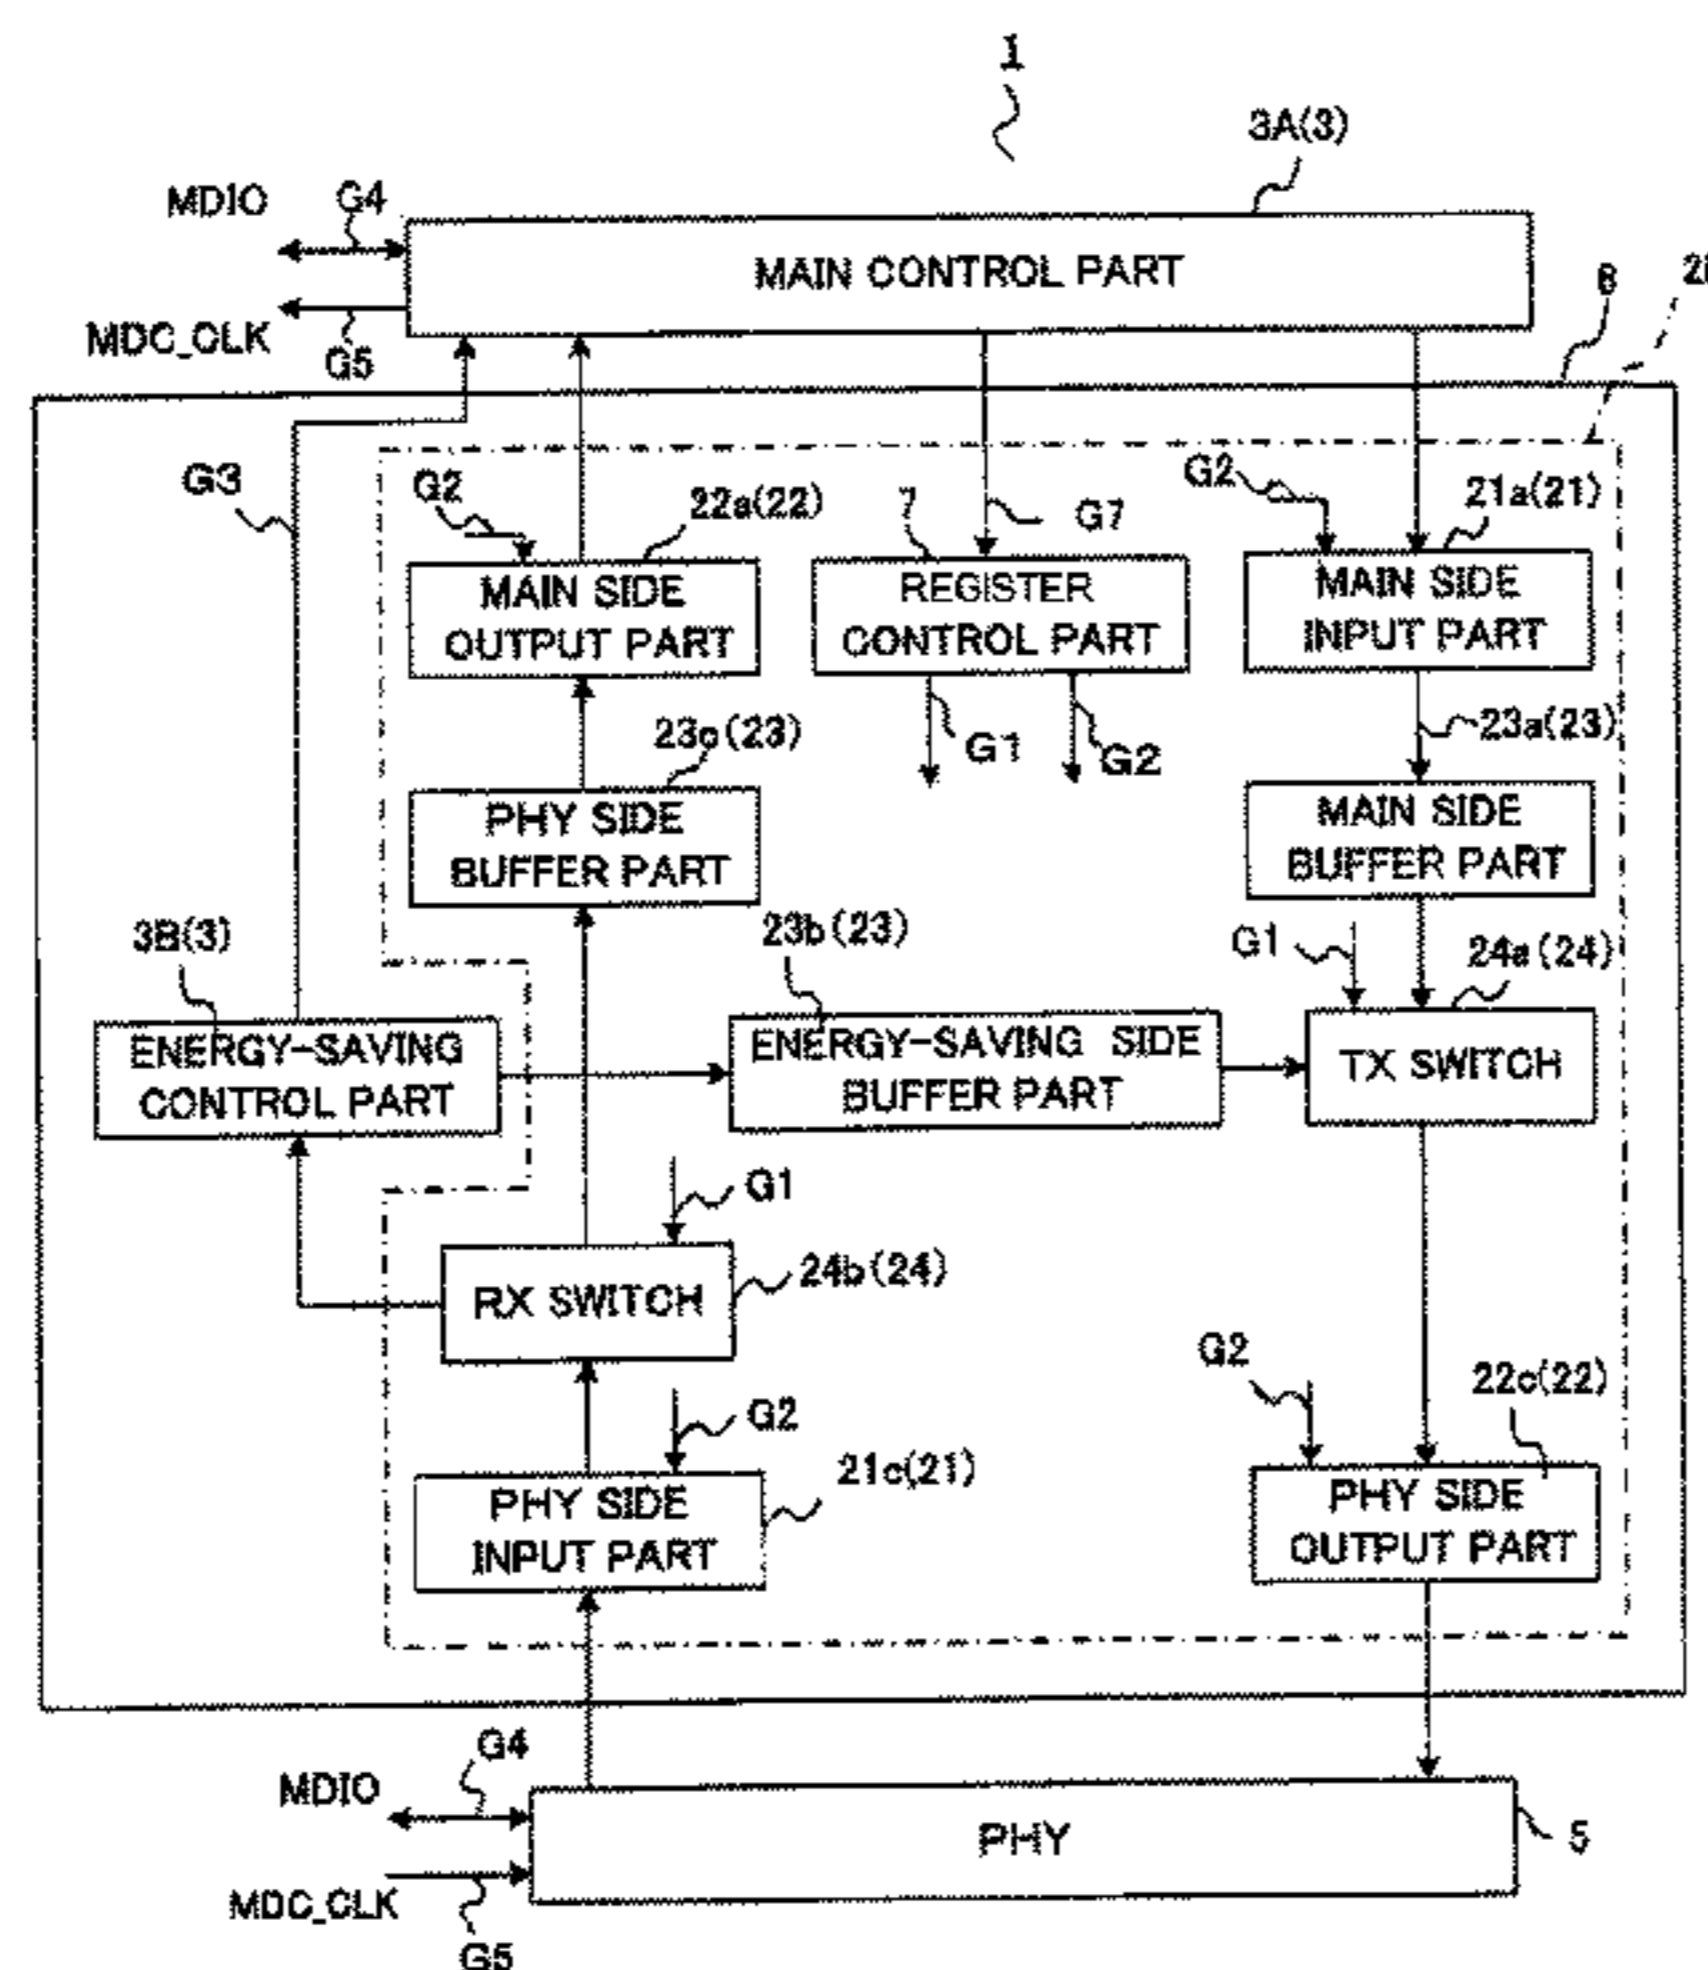 1
3A(3)
MDIO
G4
MAIN CONTROL PART
MDC_CLK
G5
6
G3
G2
22a(22)
7
G7
G2
21a(21)
MAIN SIDE
OUTPUT PART
REGISTER
CONTROL PART
MAIN SIDE
INPUT PART
23c(23)
G1
G2
23a(23)
PHY SIDE
BUFFER PART
MAIN SIDE
BUFFER PART
3B(3)
23b(23)
G1
24a(24)
ENERGY-SAVING
CONTROL PART
ENERGY-SAVING SIDE
BUFFER PART
TX SWITCH
G1
24b(24)
RX SWITCH
G2
22c(22)
G2
21c(21)
PHY SIDE
INPUT PART
PHY SIDE
OUTPUT PART
G4
MDIO
PHY
5
MDC_CLK
G5